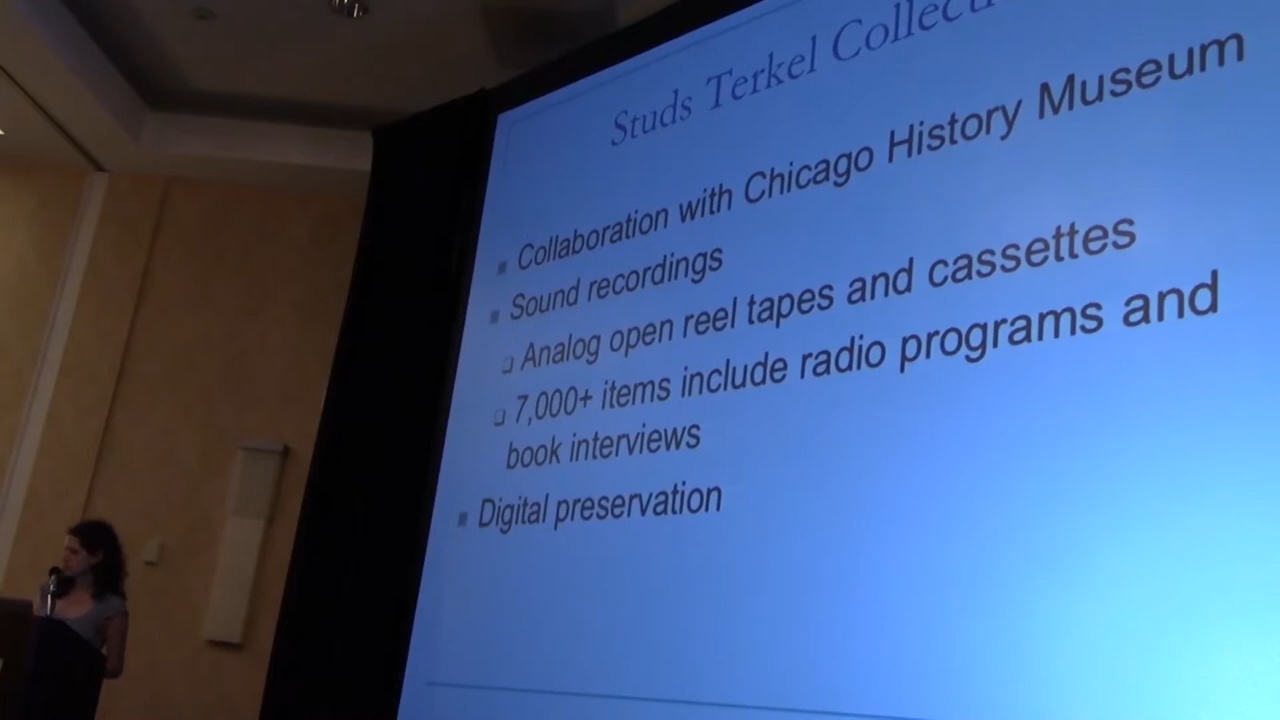 Studs Terkel
Collaboration with Chicago History Museum
Sound recordings
Analog open reel tapes and cassettes
7,000+ items include radio programs and
book interviews
Digital preservation